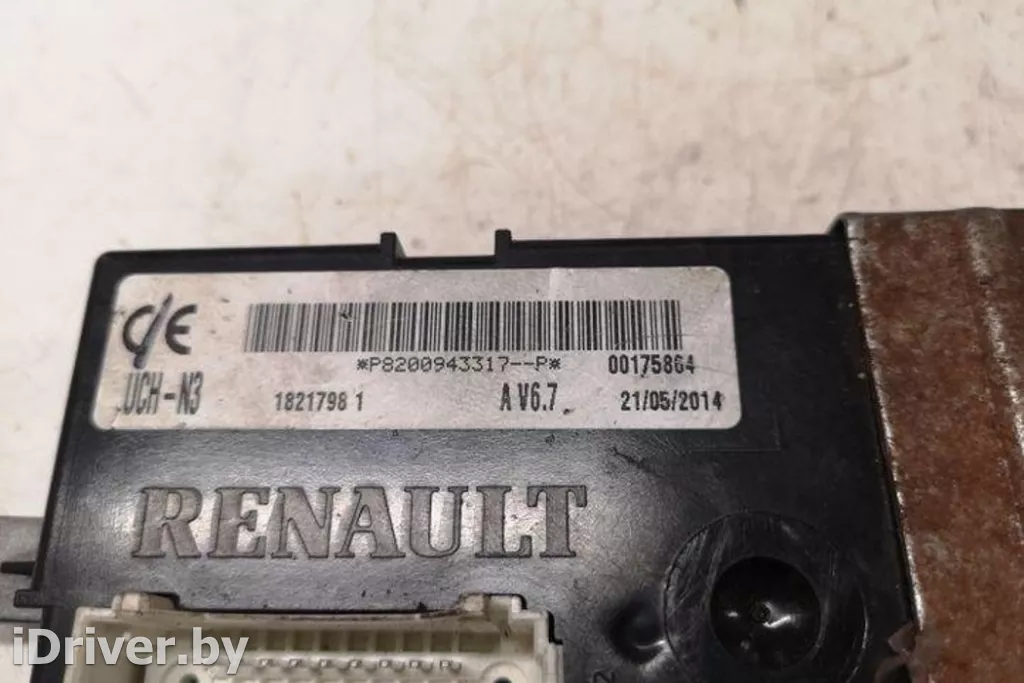 *P8200943317--P* 00175864
UCH-N3 1821798 1 A V6.7 21/05/2014
RENAULT
iDriver.by